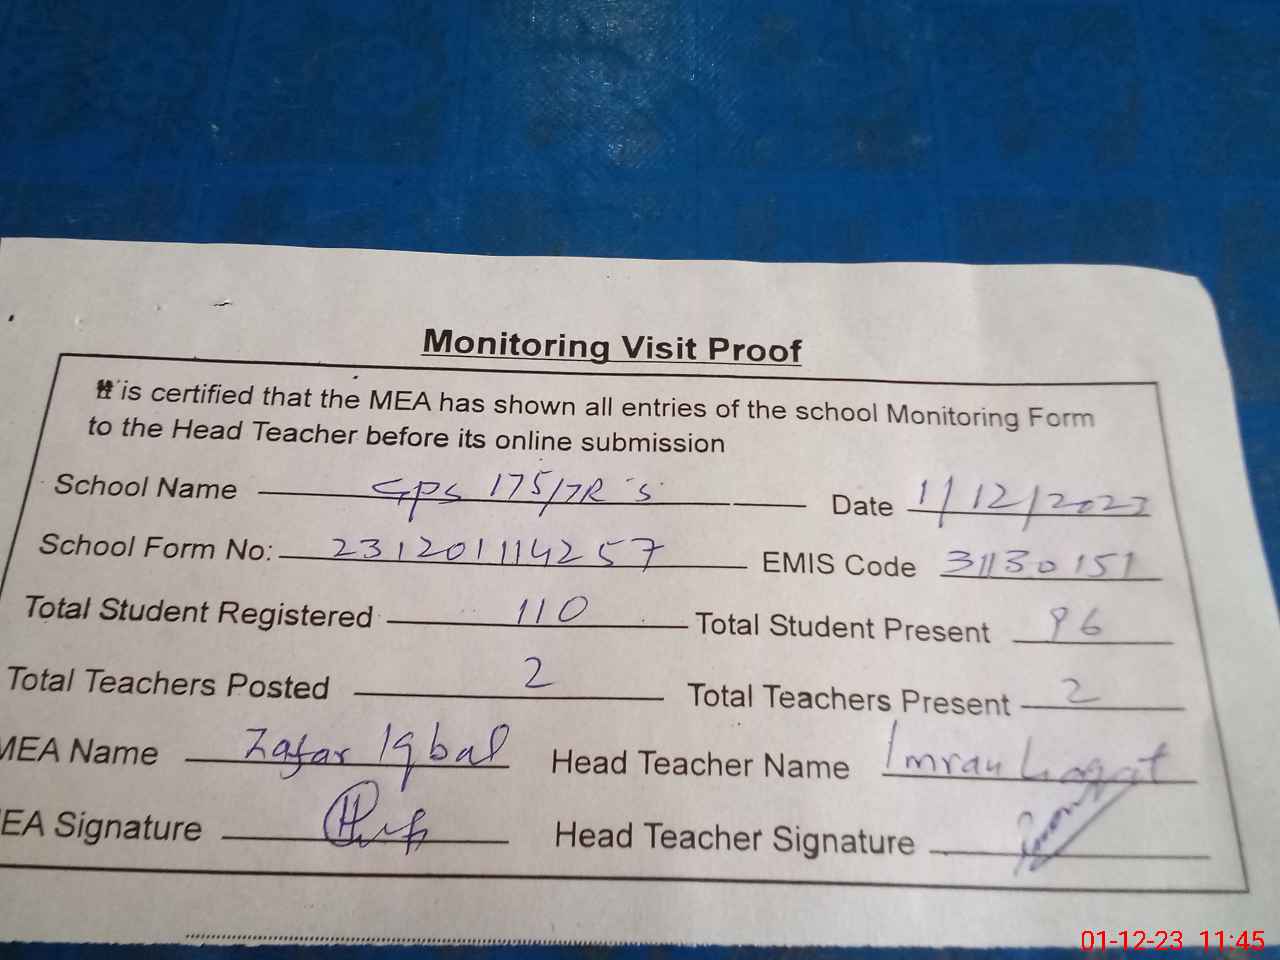 Monitoring Visit Proof
It is certified that the MEA has shown all entries of the school Monitoring Form
to the Head Teacher before its online submission
School Name GPS 175/7R S Date 1/12/2023
School Form No: 231201114257 EMIS Code 31130151
Total Student Registered 110 Total Student Present 96
Total Teachers Posted 2 Total Teachers Present 2
MEA Name Zafar Iqbal Head Teacher Name Imran Liaqat
EA Signature Head Teacher Signature
01-12-23 11:45